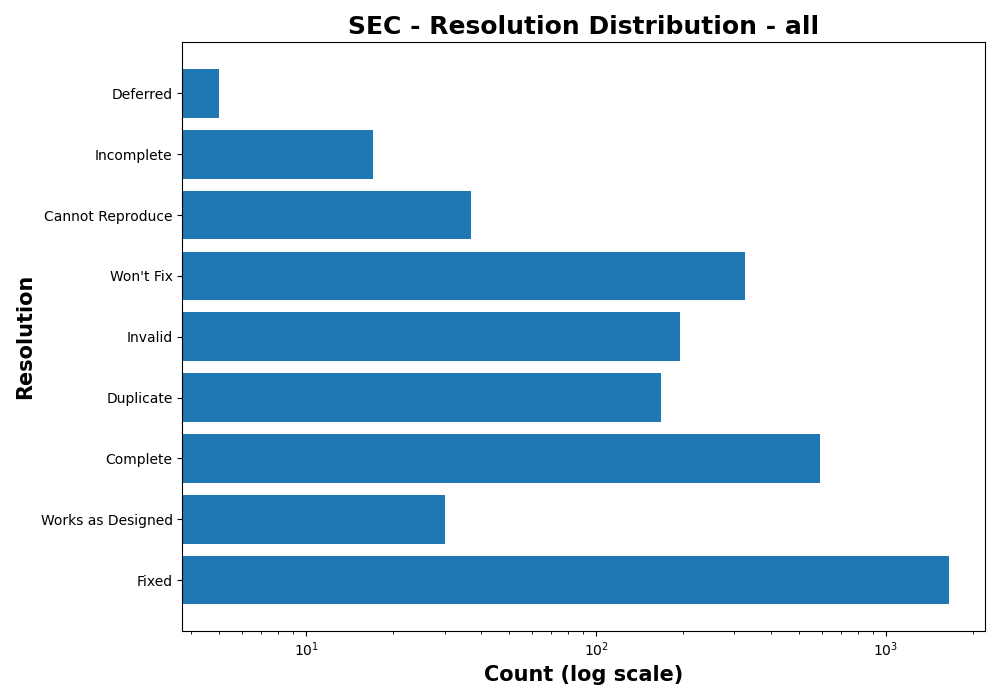 SEC - Resolution Distribution - all
Resolution
Deferred
Incomplete
Cannot Reproduce
Won't Fix
Invalid
Duplicate
Complete
Works as Designed
Fixed
10¹ 10² 10³
Count (log scale)